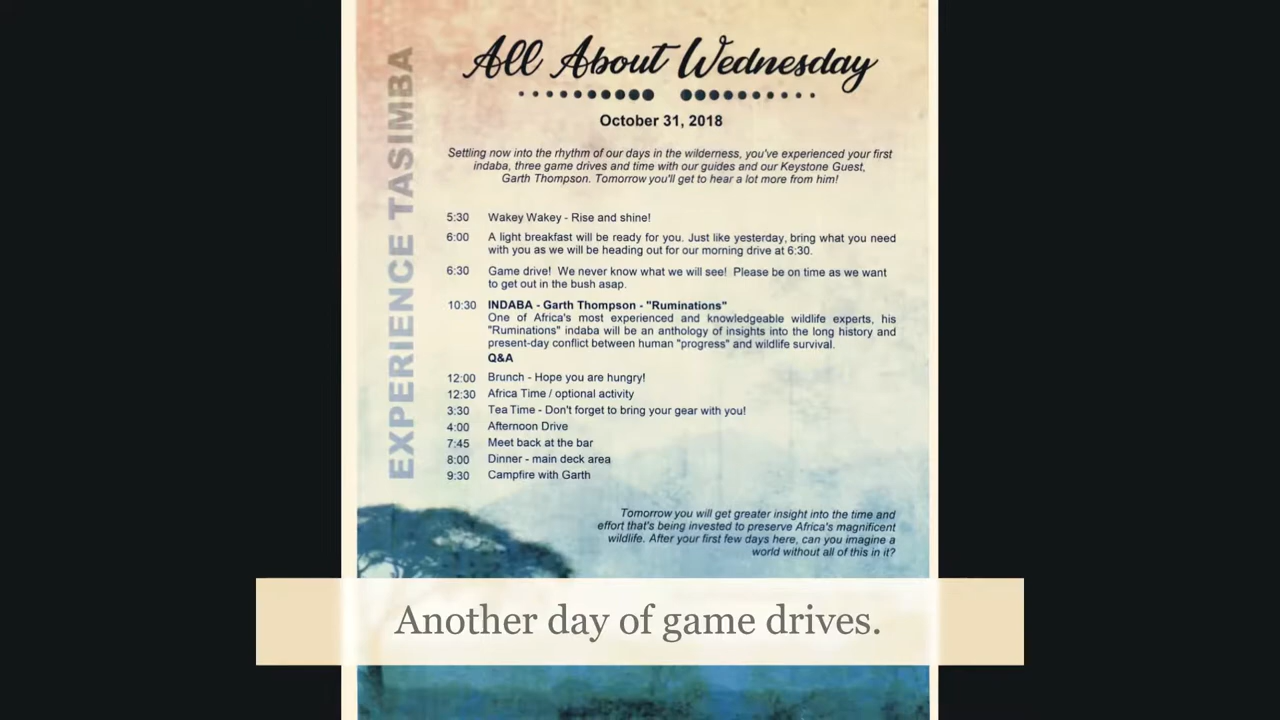 EXPERIENCE TASIMBA
All About Wednesday
October 31, 2018
Settling now into the rhythm of our days in the wilderness, you've experienced your first
indaba, three game drives and time with our guides and our Keystone Guest,
Garth Thompson. Tomorrow you'll get to hear a lot more from him!
5:30 Wakey Wakey - Rise and shine!
6:00 A light breakfast will be ready for you. Just like yesterday, bring what you need
with you as we will be heading out for our morning drive at 6:30.
6:30 Game drive! We never know what we will see! Please be on time as we want
to get out in the bush asap.
10:30 INDABA - Garth Thompson - "Ruminations"
One of Africa's most experienced and knowledgeable wildlife experts, his
"Ruminations" indaba will be an anthology of insights into the long history and
present-day conflict between human "progress" and wildlife survival.
Q&A
12:00 Brunch - Hope you are hungry!
12:30 Africa Time / optional activity
3:30 Tea Time - Don't forget to bring your gear with you!
4:00 Afternoon Drive
7:45 Meet back at the bar
8:00 Dinner - main deck area
9:30 Campfire with Garth
Tomorrow you will get greater insight into the time and
effort that's being invested to preserve Africa's magnificent
wildlife. After your first few days here, can you imagine a
world without all of this in it?
Another day of game drives.